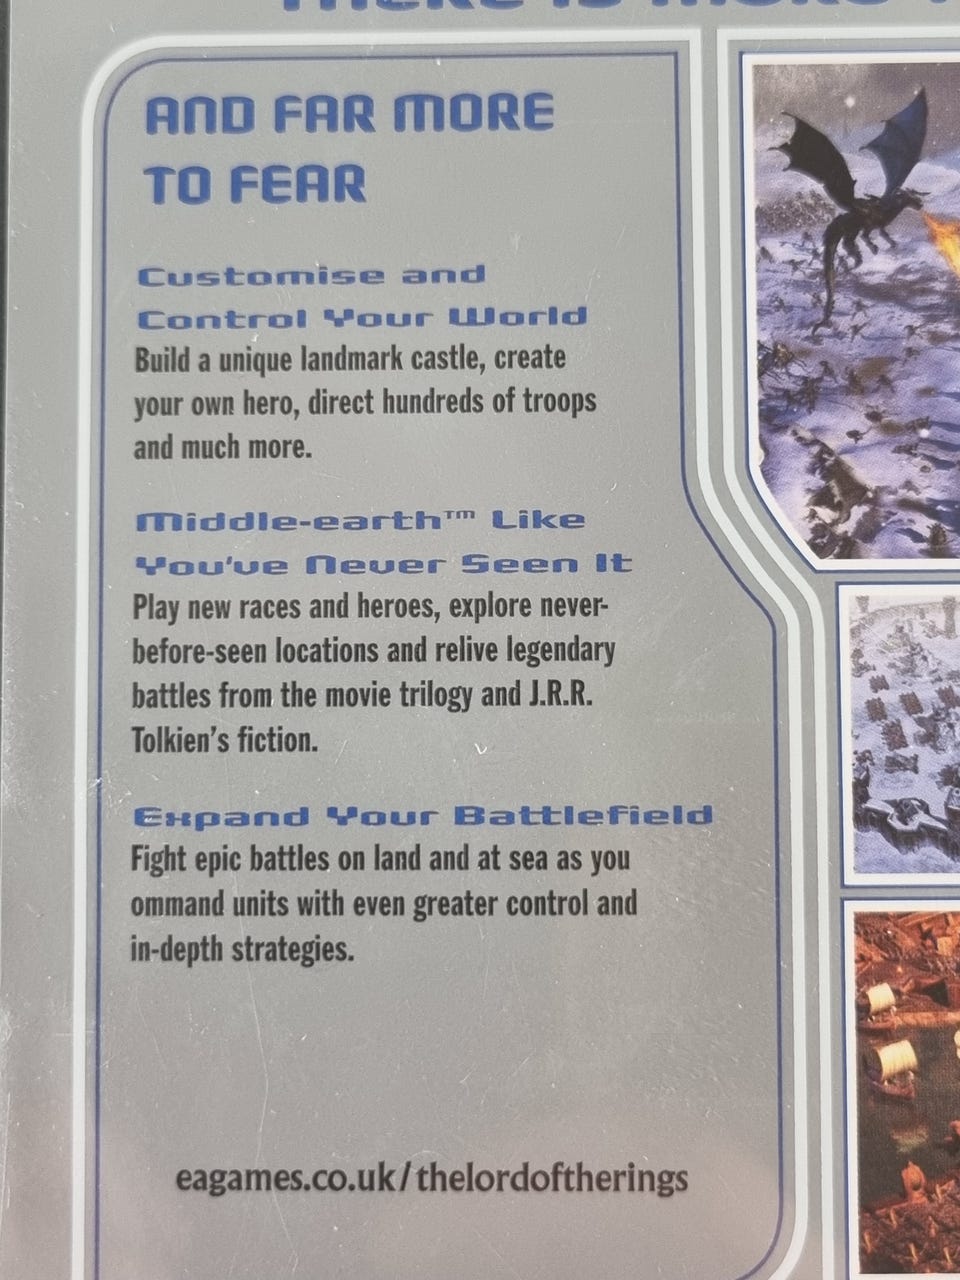 THERE IS MORE
AND FAR MORE
TO FEAR
Customise and
Control Your World
Build a unique landmark castle, create
your own hero, direct hundreds of troops
and much more.
Middle-earth™ Like
You've Never Seen It
Play new races and heroes, explore never-
before-seen locations and relive legendary
battles from the movie trilogy and J.R.R.
Tolkien's fiction.
Expand Your Battlefield
Fight epic battles on land and at sea as you
ommand units with even greater control and
in-depth strategies.
eagames.co.uk/thelordoftherings